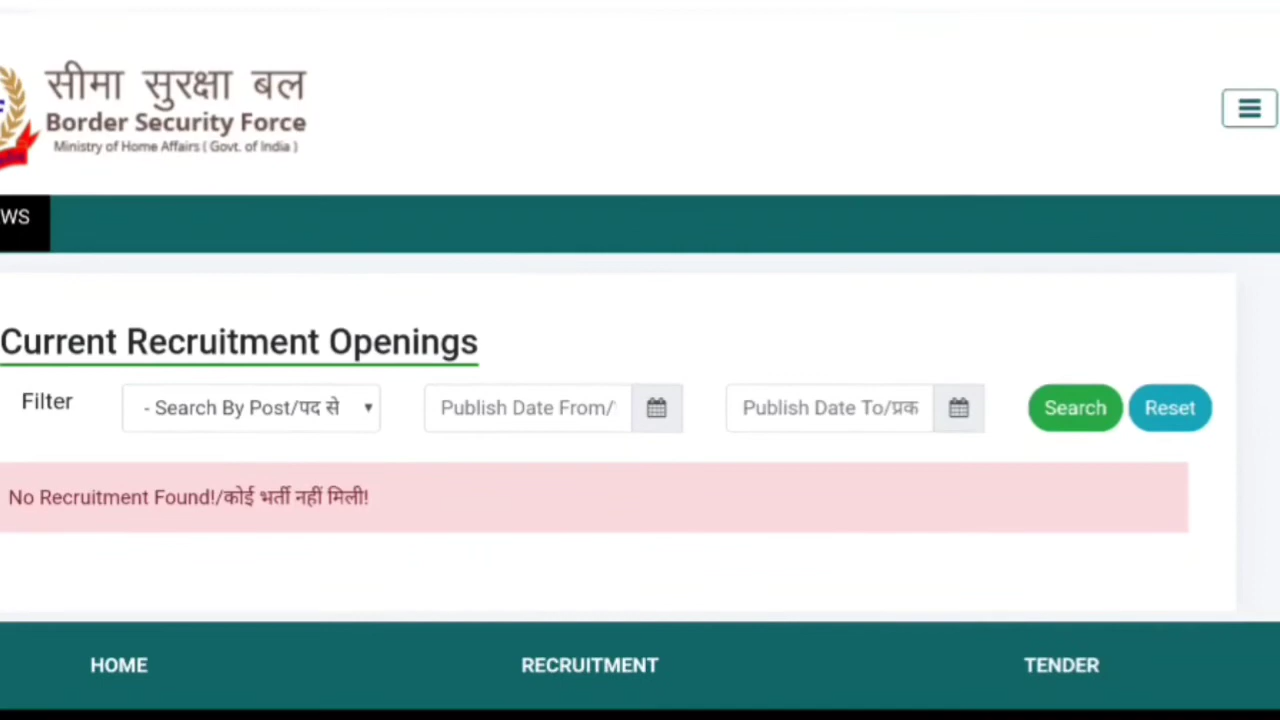 सीमा सुरक्षा बल
Border Security Force
Ministry of Home Affairs ( Govt. of India )
WS
Current Recruitment Openings
Filter
- Search By Post/पद से
Publish Date From/
Publish Date To/प्रक
Search
Reset
No Recruitment Found!/कोई भर्ती नहीं मिली!
HOME
RECRUITMENT
TENDER